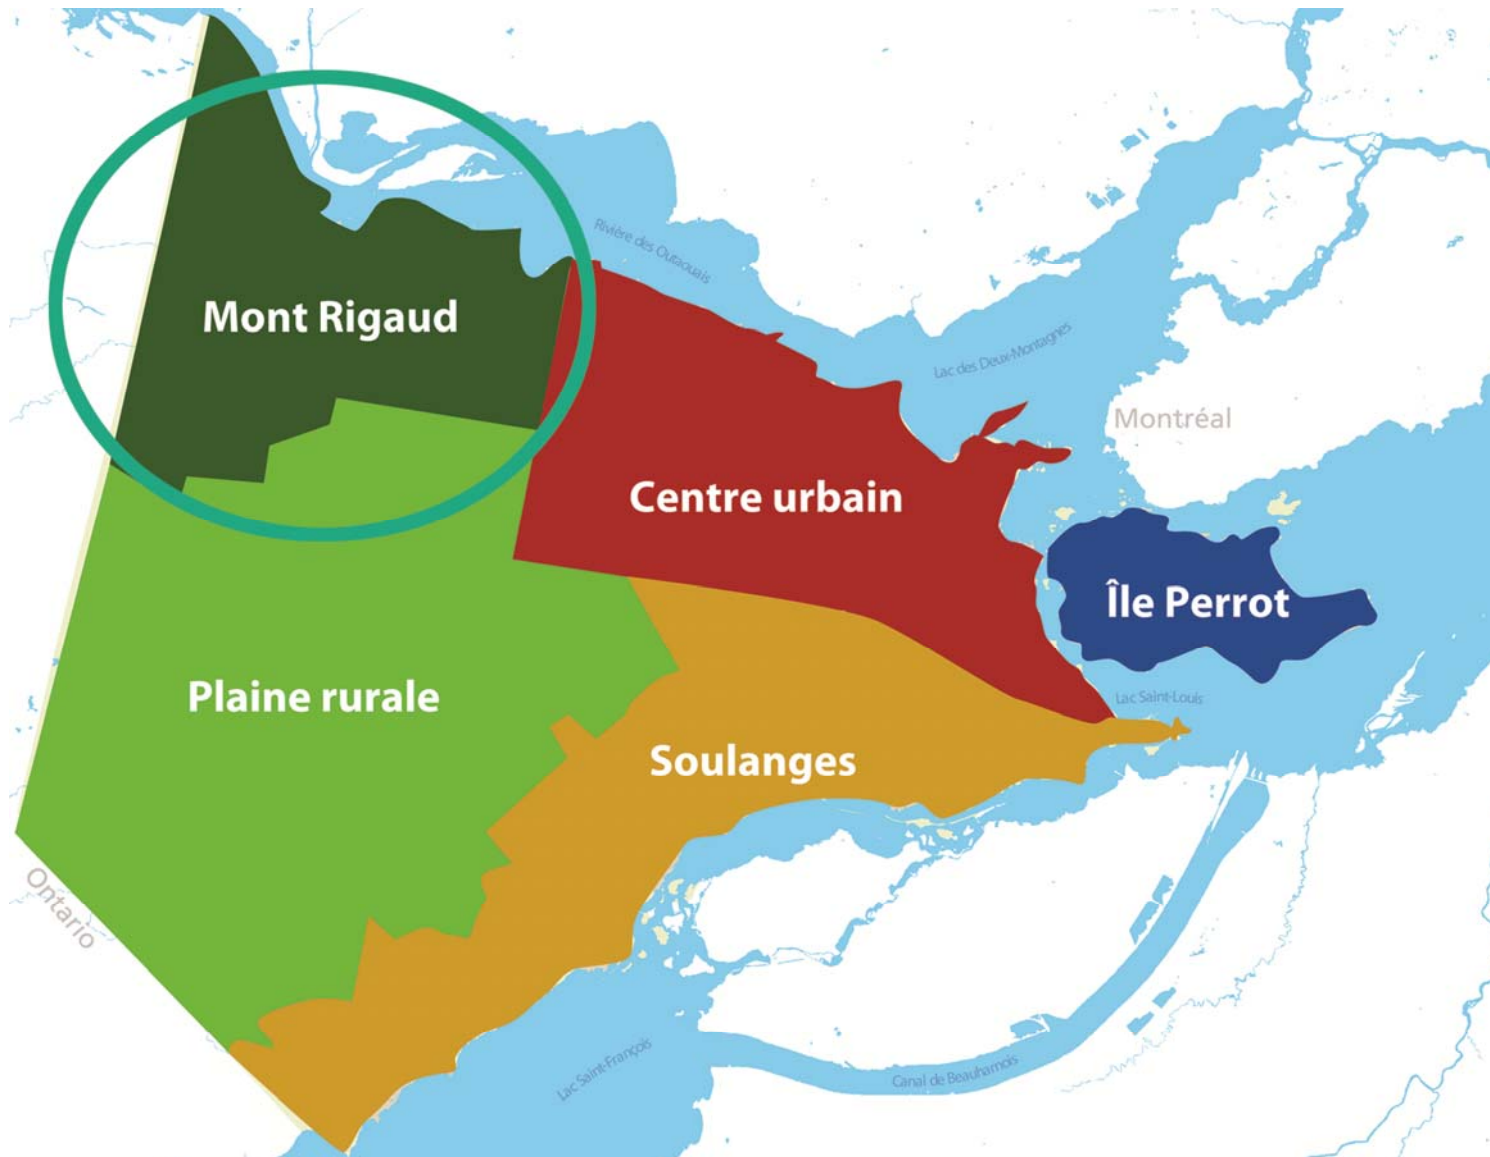 Rivière des Outaouais
Mont Rigaud
Lac des Deux-Montagnes
Montréal
Centre urbain
Île Perrot
Plaine rurale
Lac Saint-Louis
Soulanges
Ontario
Lac Saint-François
Canal de Beauharnois